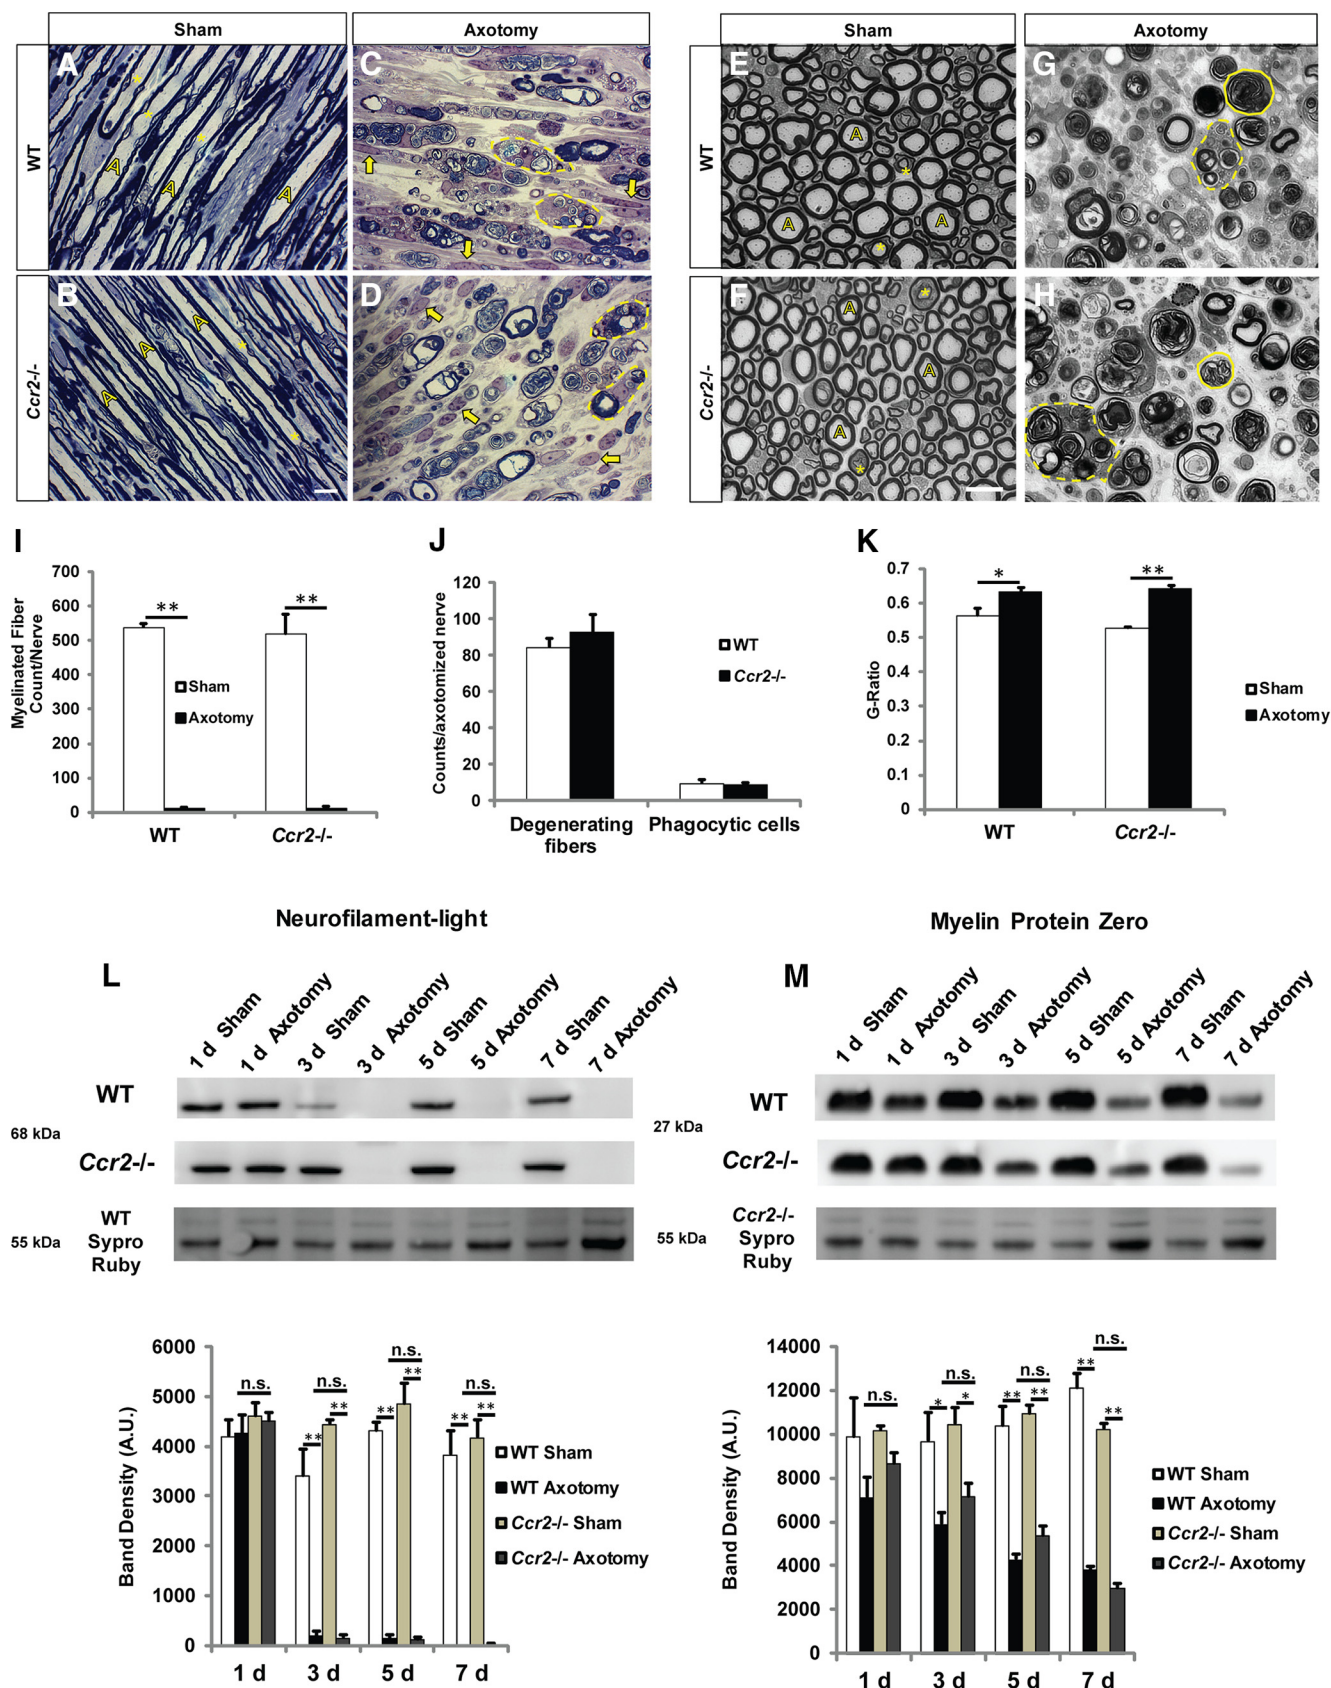 Sham
Axotomy
Sham
Axotomy
WT
A
*
*
*
A
A
A
C
WT
E
A
*
A
A
*
G
Ccr2-/-
B
A
*
A
A
*
D
Ccr2-/-
F
*
A
A
A
*
H
I
Myelinated Fiber
Count/Nerve
700
600
500
400
300
200
100
0
**
**
Sham
Axotomy
WT
Ccr2-/-
J
Counts/axotomized nerve
120
100
80
60
40
20
0
WT
Ccr2-/-
Degenerating
fibers
Phagocytic cells
K
G-Ratio
0.7
0.6
0.5
0.4
0.3
0.2
0.1
0
*
**
Sham
Axotomy
WT
Ccr2-/-
Neurofilament-light
L
1 d Sham
1 d Axotomy
3 d Sham
3 d Axotomy
5 d Sham
5 d Axotomy
7 d Sham
7 d Axotomy
WT
68 kDa
Ccr2-/-
WT
Sypro
Ruby
55 kDa
6000
5000
4000
3000
2000
1000
0
Band Density (A.U.)
n.s.
n.s.
**
**
n.s.
**
**
n.s.
**
**
WT Sham
WT Axotomy
Ccr2-/- Sham
Ccr2-/- Axotomy
1 d
3 d
5 d
7 d
Myelin Protein Zero
M
1 d Sham
1 d Axotomy
3 d Sham
3 d Axotomy
5 d Sham
5 d Axotomy
7 d Sham
7 d Axotomy
WT
27 kDa
Ccr2-/-
Ccr2-/-
Sypro
Ruby
55 kDa
14000
12000
10000
8000
6000
4000
2000
0
Band Density (A.U.)
n.s.
n.s.
*
*
n.s.
**
**
n.s.
**
**
WT Sham
WT Axotomy
Ccr2-/- Sham
Ccr2-/- Axotomy
1 d
3 d
5 d
7 d